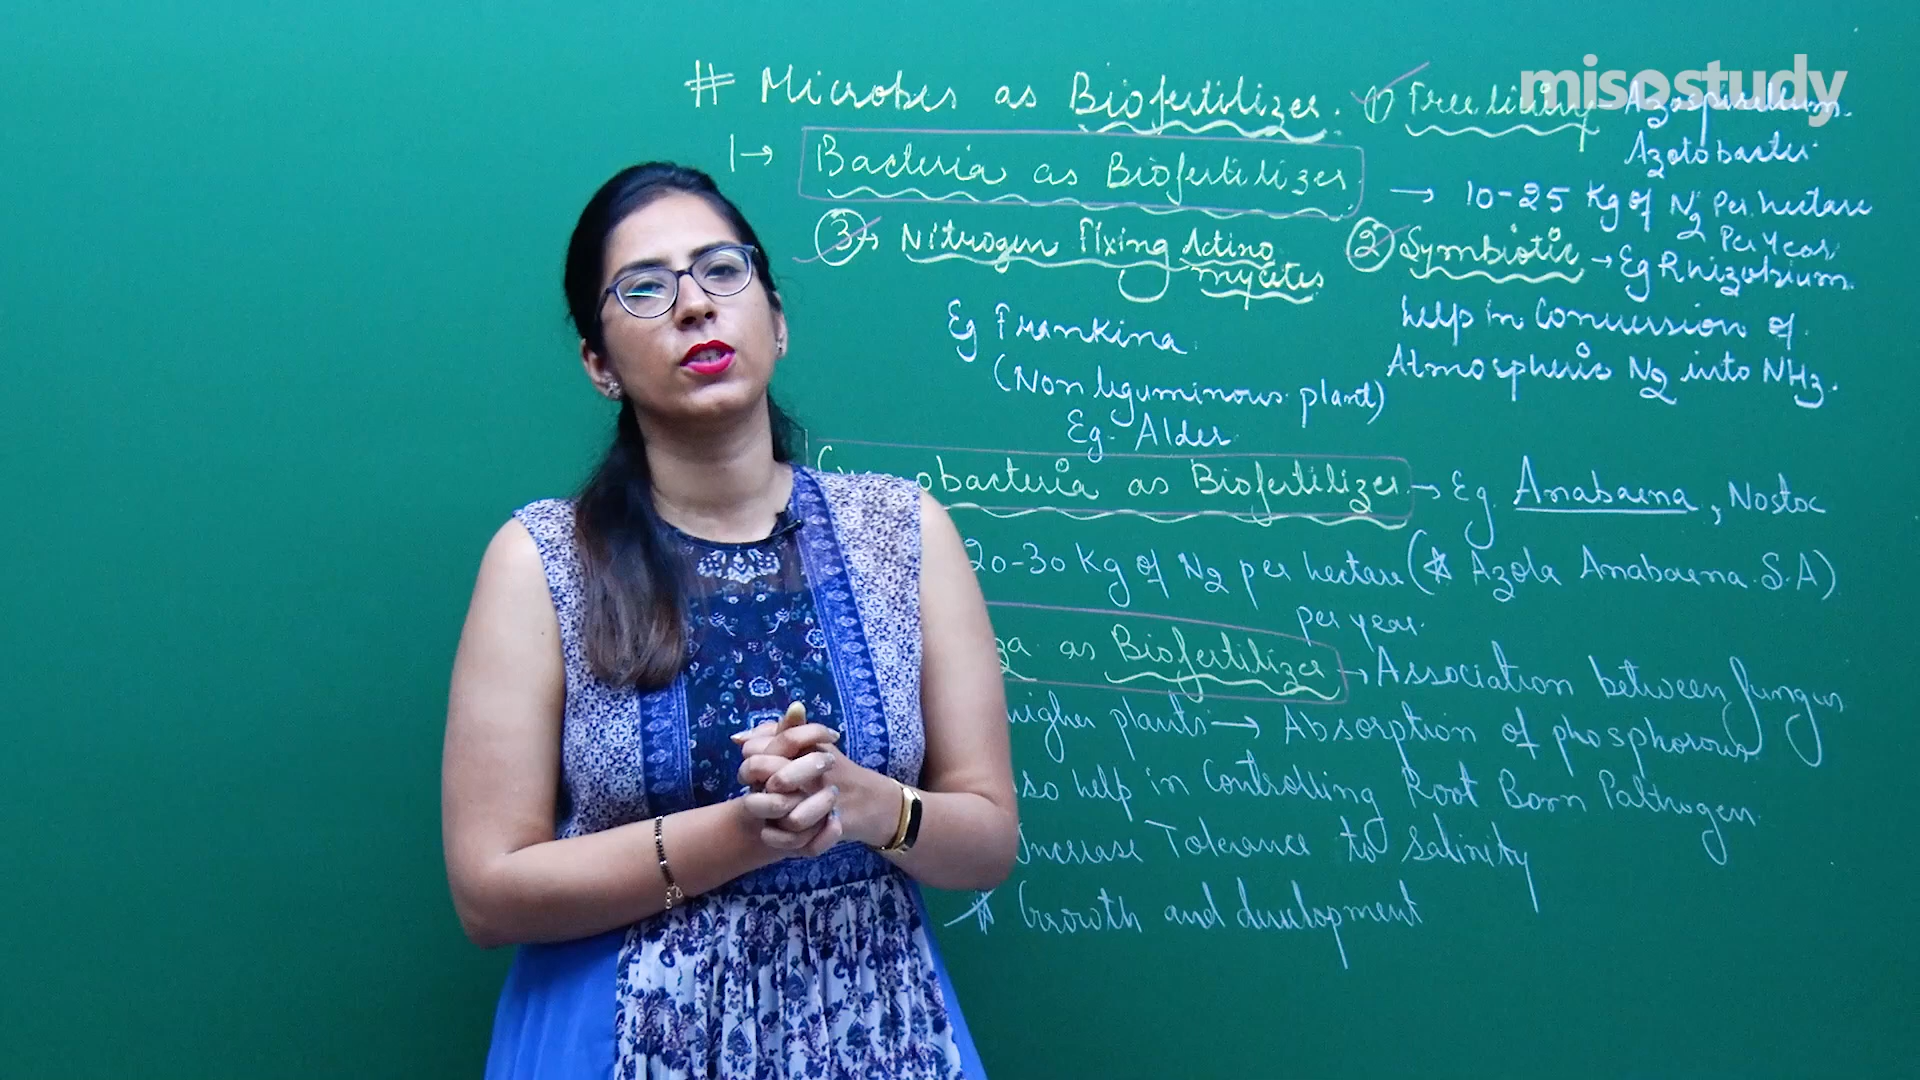 misostudy
# Microbes as Biofertilizer. 1) Free living - Azospirellum.
Azotobacter
1→ Bacteria as Biofertilizer.
→ 10-25 Kg of N2 Per hectare
Per Year
3→ Nitrogen Fixing Actino
mycetes
2 Symbiotic → Eg Rhizobium.
Eg Frankina.
(Non leguminous plant)
Eg- Alder.
help in Conversion of
Atmospheric N2 into NH3.
obacteria as Biofertilizer → Eg. Anabaena, Nostoc
20-30 Kg of N2 per hectare (* Azola Anabaena. S.A)
per year.
za as Biofertilizer → Association between fungus
higher plants → Absorption of phosphorous
so help in Controlling Root Born Pathogen.
Increase Tolerance to Salinity
* Growth and development